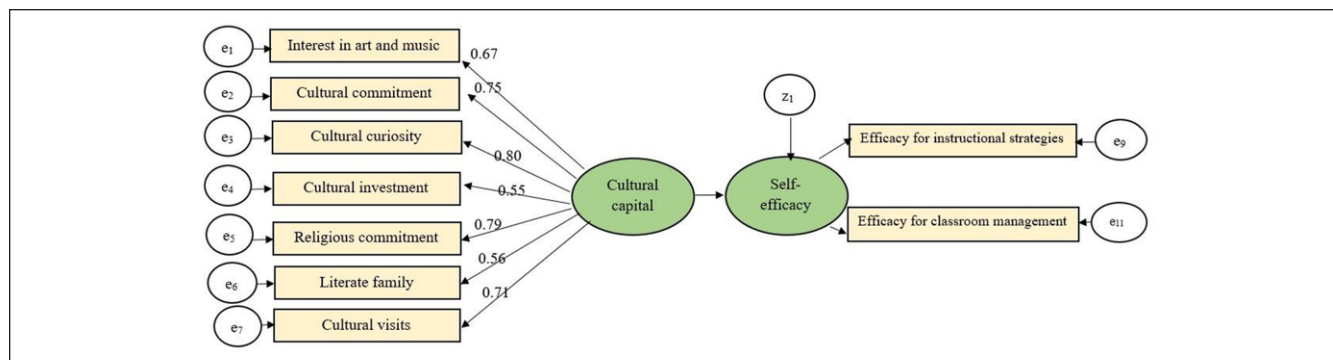 e1
Interest in art and music
0.67
e2
Cultural commitment
0.75
e3
Cultural curiosity
0.80
e4
Cultural investment
0.55
e5
Religious commitment
0.79
e6
Literate family
0.56
e7
Cultural visits
0.71
Cultural
capital
z1
Self-
efficacy
Efficacy for instructional strategies
e9
Efficacy for classroom management
e11